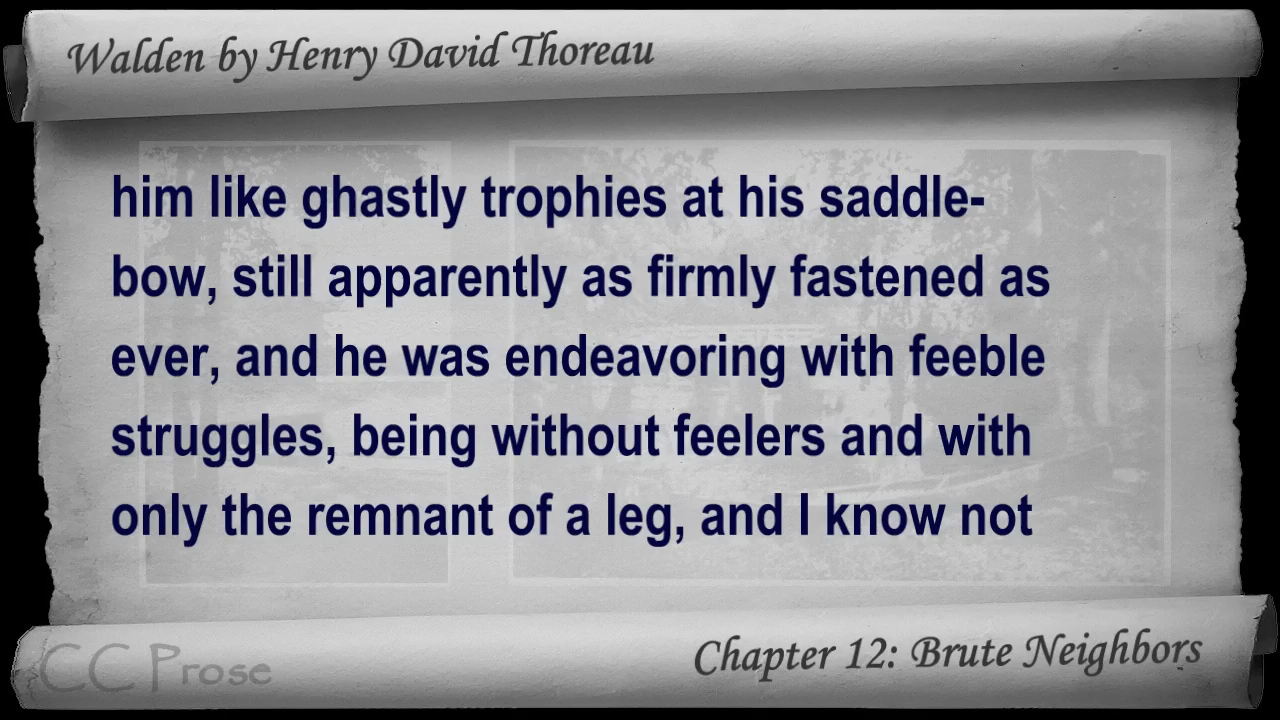 Walden by Henry David Thoreau
him like ghastly trophies at his saddle-
bow, still apparently as firmly fastened as
ever, and he was endeavoring with feeble
struggles, being without feelers and with
only the remnant of a leg, and I know not
CC Prose
Chapter 12: Brute Neighbors